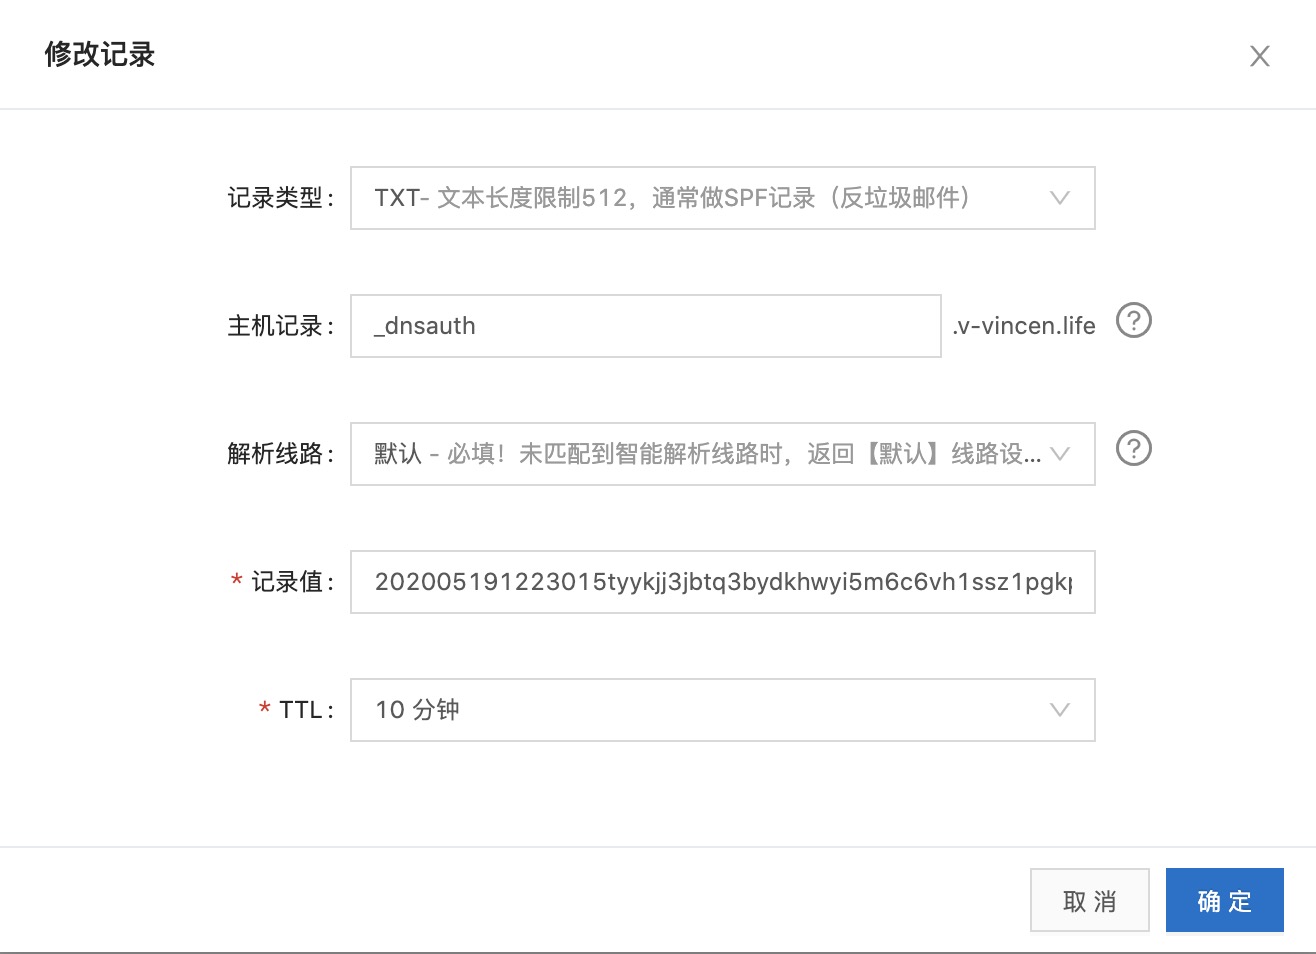 修改记录
记录类型:
TXT- 文本长度限制512，通常做SPF记录（反垃圾邮件）
主机记录:
_dnsauth
.v-vincen.life
解析线路:
默认 - 必填！未匹配到智能解析线路时，返回【默认】线路设...
* 记录值:
202005191223015tyykjj3jbtq3bydkhwyi5m6c6vh1ssz1pgkp
* TTL:
10 分钟
取 消
确 定